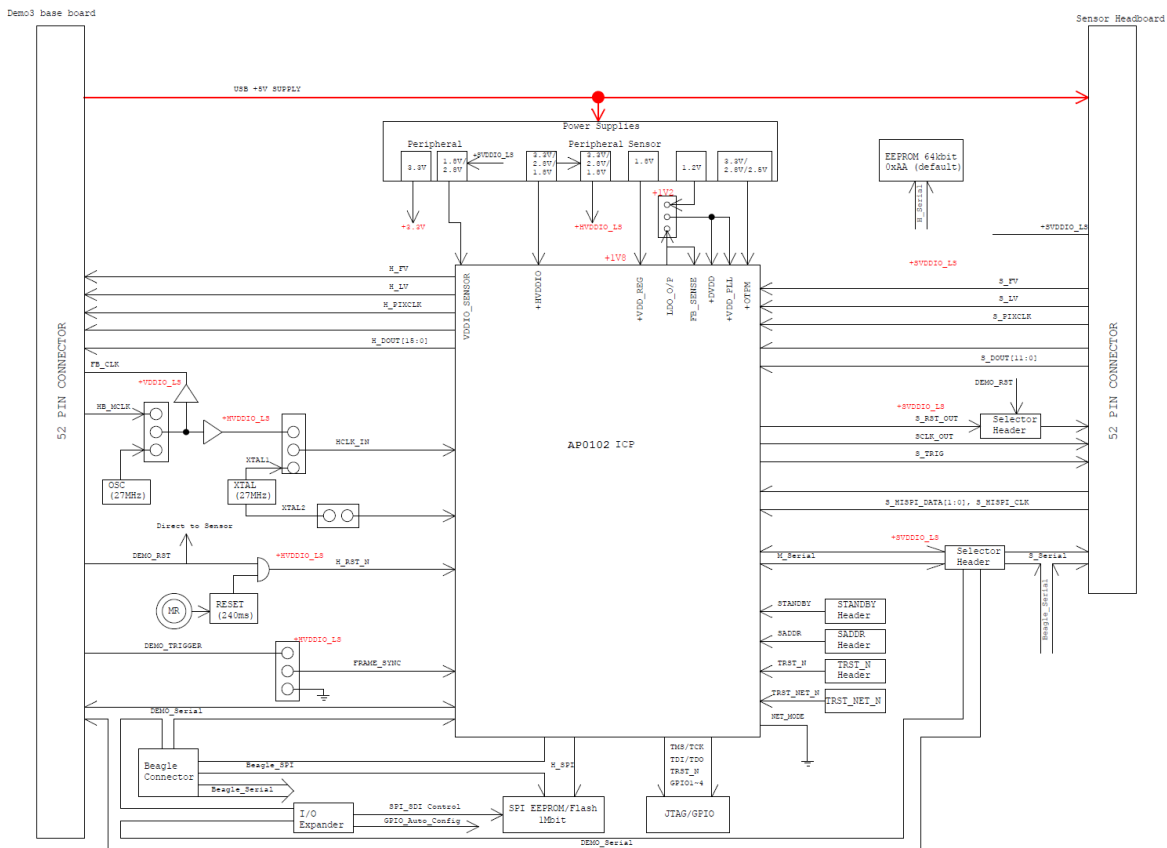 Demo3 base board
Sensor Headboard
USB +5V SUPPLY
Power Supplies
Peripheral
Peripheral Sensor
3.3V
1.8V/
2.8V
+SVDDIO_LS
3.3V/
2.8V/
1.8V
3.3V/
2.8V/
1.8V
1.8V
1.2V
3.3V/
2.8V/2.5V
EEPROM 64kbit
0xAA (default)
H_Serial
+1V2
+3.3V
+HVDDIO_LS
+SVDDIO_LS
+1V8
+SVDDIO_LS
VDDIO_SENSOR
+HVDDIO
+VDD_REG
LDO_O/P
FB_SENSE
+DVDD
+VDD_PLL
+OTPM
H_FV
H_LV
H_PIXCLK
H_DOUT[15:0]
S_FV
S_LV
S_PIXCLK
S_DOUT[11:0]
52 PIN CONNECTOR
52 PIN CONNECTOR
FB_CLK
+VDDIO_LS
HB_MCLK
+HVDDIO_LS
HCLK_IN
XTAL1
OSC
(27MHz)
XTAL
(27MHz)
XTAL2
AP0102 ICP
DEMO_RST
+SVDDIO_LS
S_RST_OUT
Selector
Header
SCLK_OUT
S_TRIG
S_HISPI_DATA[1:0], S_HISPI_CLK
Direct to Sensor
DEMO_RST
+HVDDIO_LS
H_RST_N
MR
RESET
(240ms)
+SVDDIO_LS
M_Serial
Selector
Header
S_Serial
Beagle_Serial
STANDBY
STANDBY
Header
SADDR
SADDR
Header
TRST_N
TRST_N
Header
TRST_NET_N
TRST_NET_N
NET_MODE
+HVDDIO_LS
DEMO_TRIGGER
FRAME_SYNC
DEMO_Serial
Beagle
Connector
Beagle_SPI
Beagle_Serial
H_SPI
TMS/TCK
TDI/TDO
TRST_N
GPIO1~4
I/O
Expander
SPI_SDI Control
GPIO_Auto_Config
SPI EEPROM/Flash
1Mbit
JTAG/GPIO
DEMO_Serial